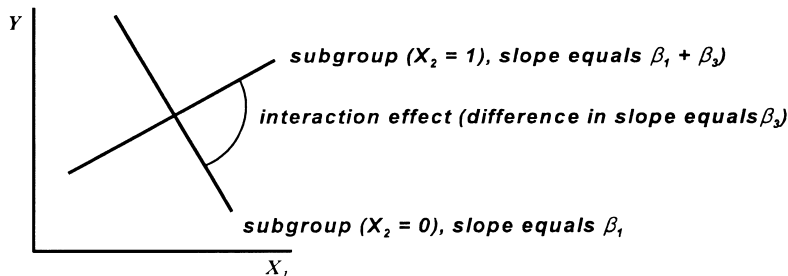 Y
subgroup (X₂ = 1), slope equals β₁ + β₃)
interaction effect (difference in slope equals β₃)
subgroup (X₂ = 0), slope equals β₁
X₁